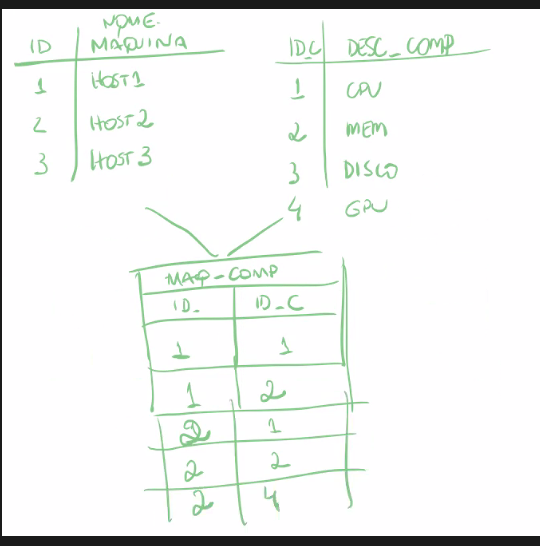 ID NOME MAQUINA
1 HOST1
2 HOST2
3 HOST3
ID_C DESC_COMP
1 CPU
2 MEM
3 DISCO
4 GPU
MAQ-COMP
ID_ ID_C
1 1
1 2
2 1
2 2
2 4